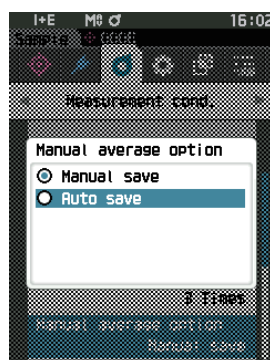 I+E M0 16:02
Sample
Measurement cond.
Manual average option
Manual save
Auto save
3 Times
Manual average option
Manual save